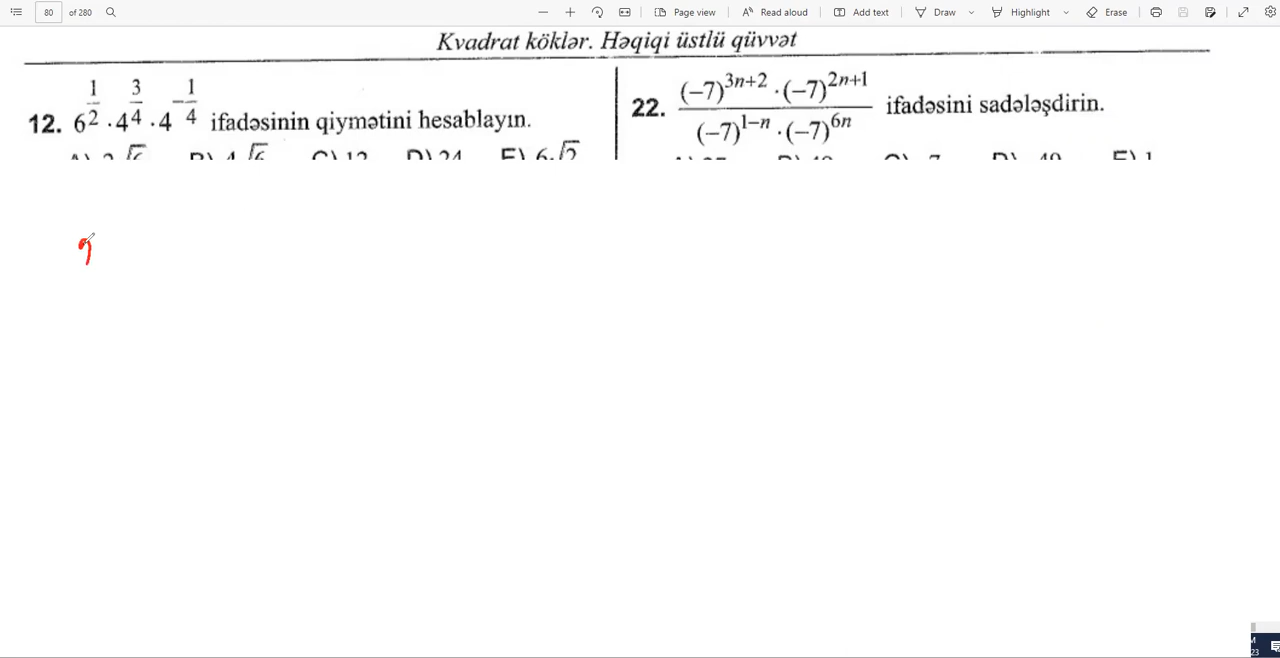 80 of 280 Page view Read aloud Add text Draw Highlight Erase
Kvadrat köklər. Həqiqi üstlü qüvvət
12. 6^{1/2} · 4^{3/4} · 4^{-1/4} ifadəsinin qiymətini hesablayın.
22. \frac{(-7)^{3n+2} · (-7)^{2n+1}}{(-7)^{1-n} · (-7)^{6n}} ifadəsini sadələşdirin.